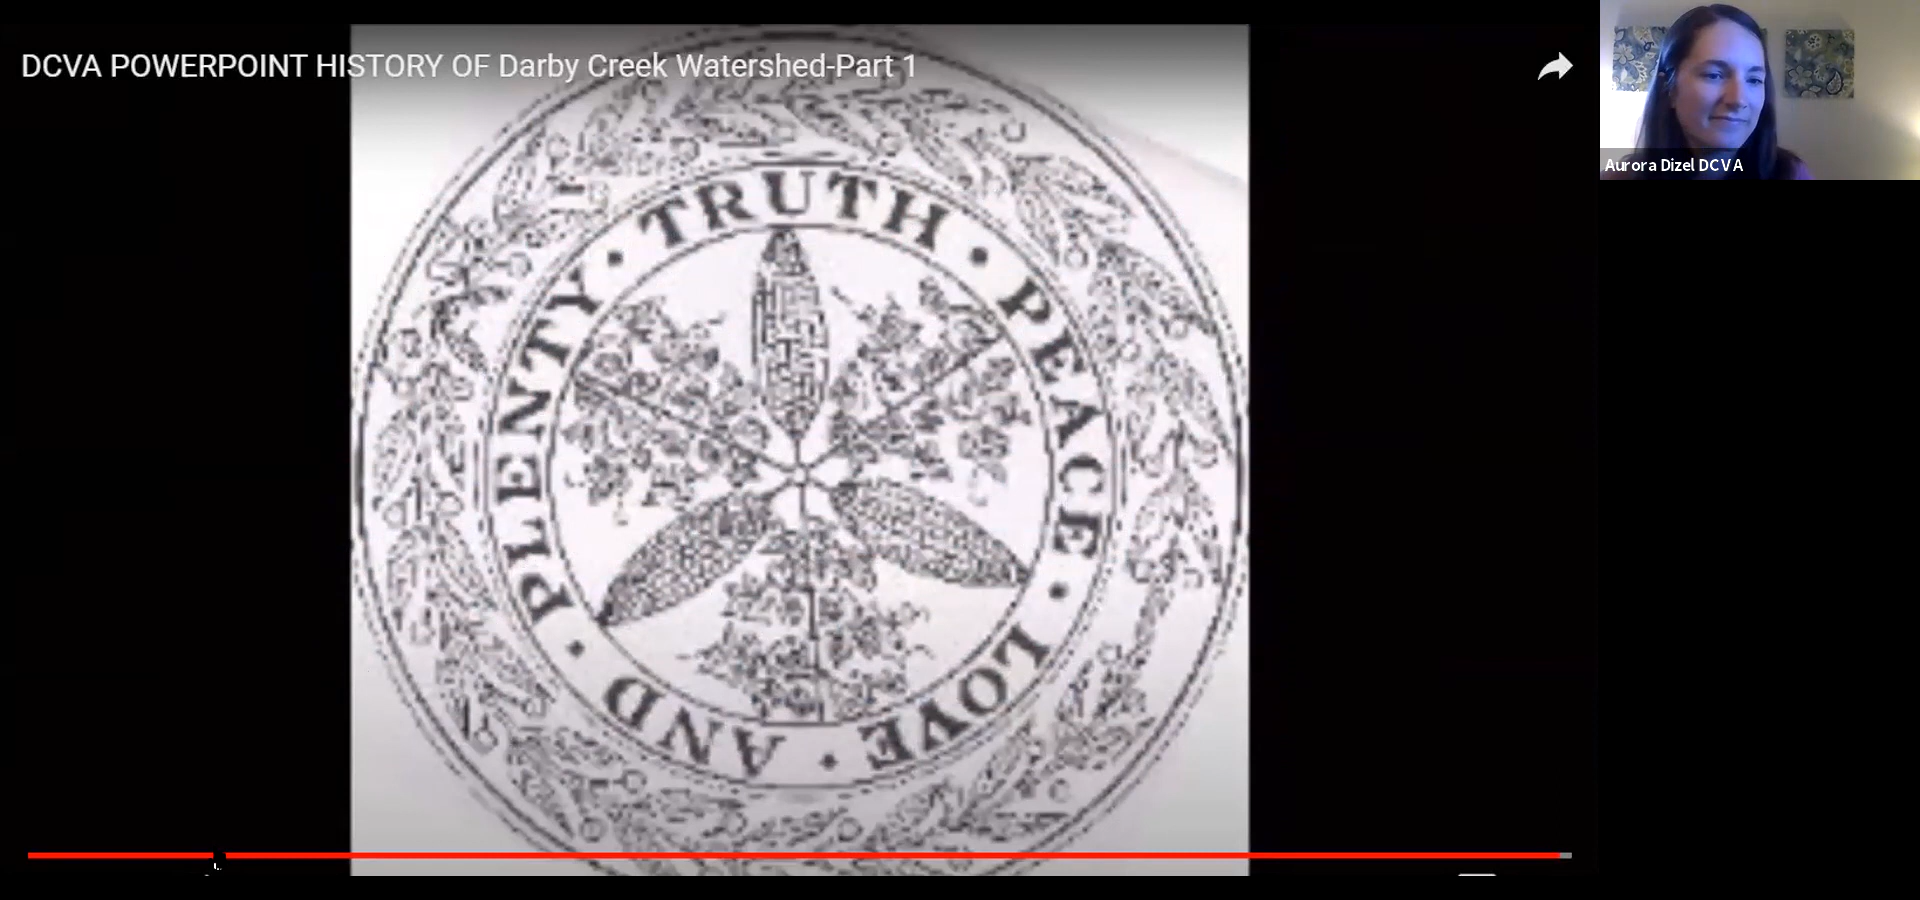 DCVA POWERPOINT HISTORY OF Darby Creek Watershed-Part 1
Aurora Dizel DCVA
TRUTH • PEACE • LOVE • AND • PLENTY •